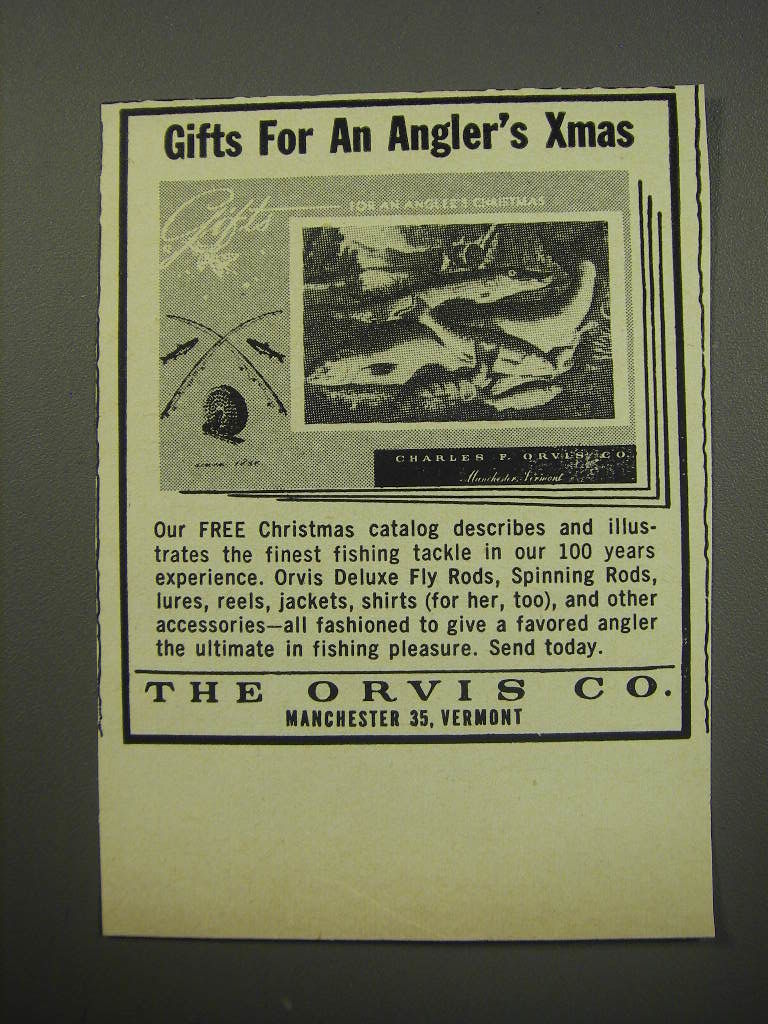 Gifts For An Angler's Xmas
Gifts
FOR AN ANGLER'S CHRISTMAS
CHARLES F. ORVIS CO.
Manchester, Vermont
Our FREE Christmas catalog describes and illus-
trates the finest fishing tackle in our 100 years
experience. Orvis Deluxe Fly Rods, Spinning Rods,
lures, reels, jackets, shirts (for her, too), and other
accessories—all fashioned to give a favored angler
the ultimate in fishing pleasure. Send today.
THE ORVIS CO.
MANCHESTER 35, VERMONT